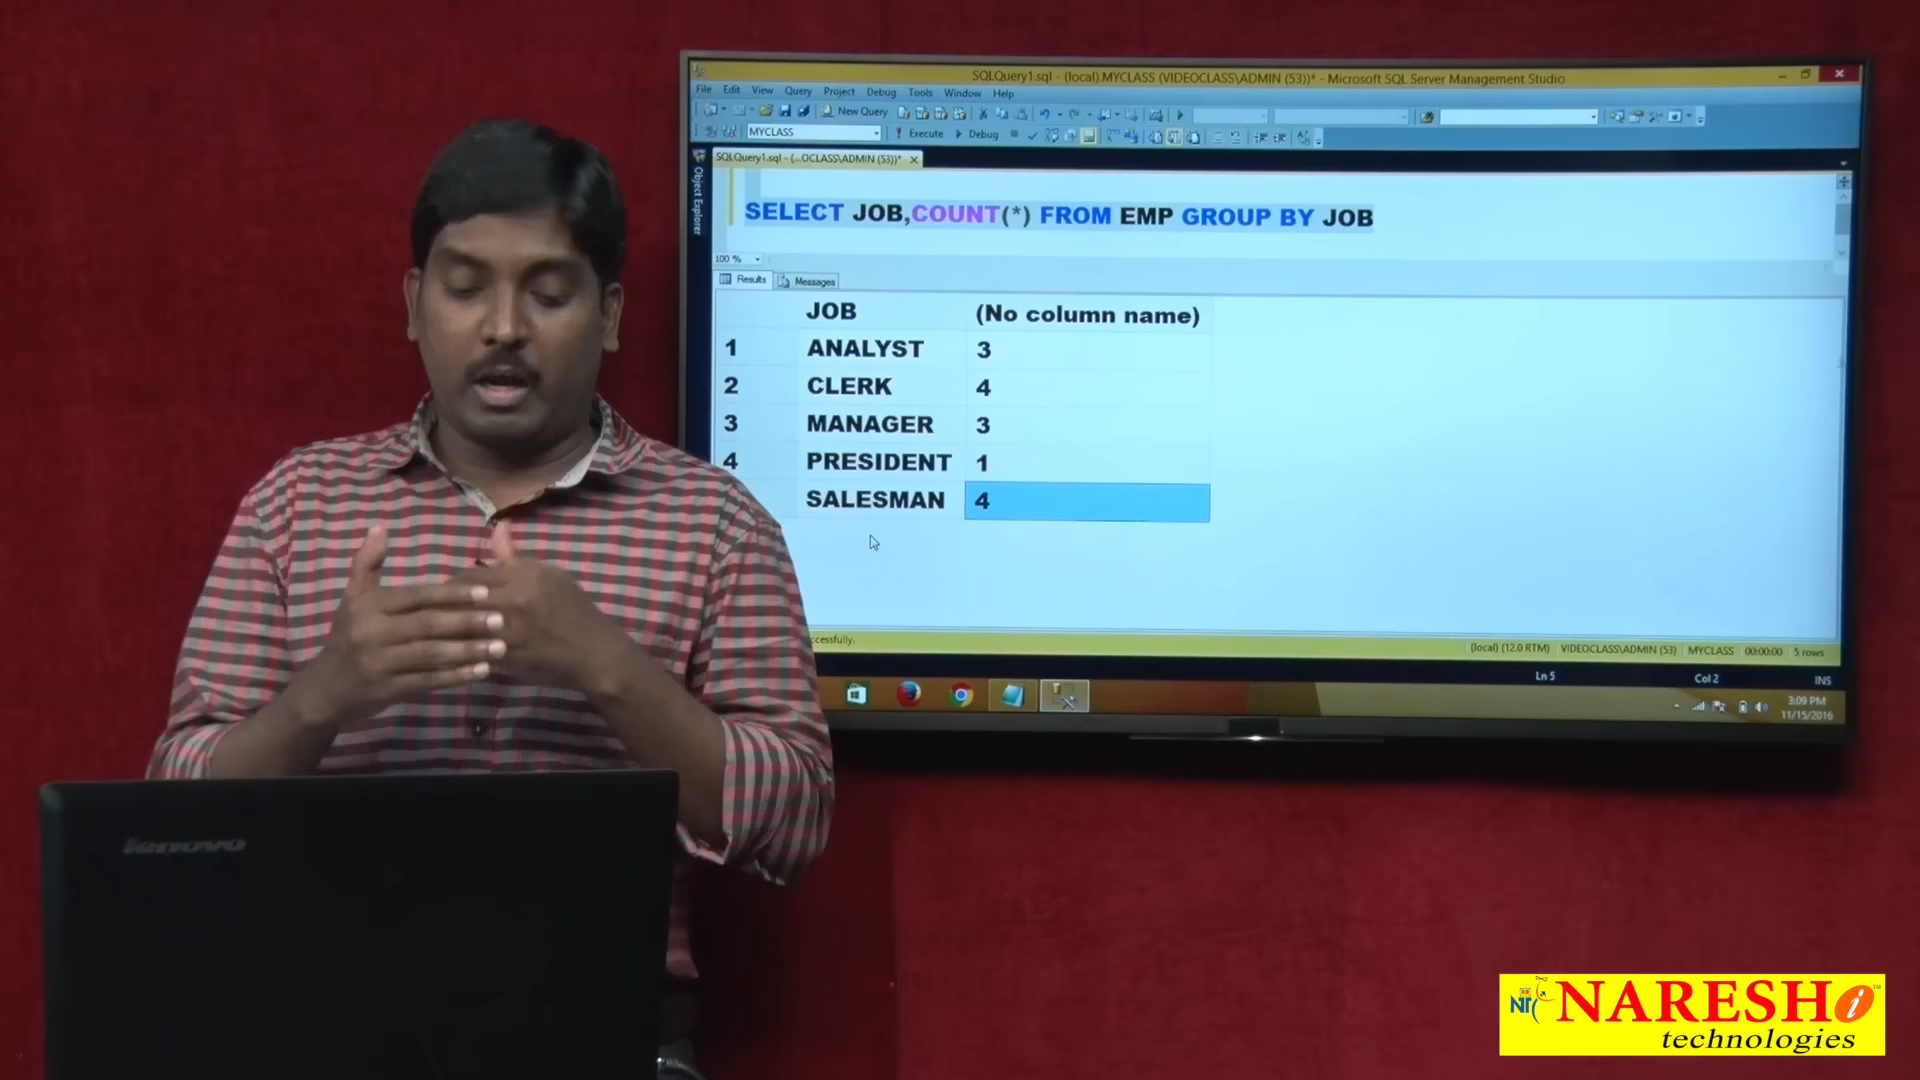 SQLQuery1.sql - (local).MYCLASS (VIDEOCLASS\ADMIN (53))* - Microsoft SQL Server Management Studio
File Edit View Query Project Debug Tools Window Help
New Query
MYCLASS Execute Debug
SQLQuery1.sql - (...OCLASS\ADMIN (53))*
Object Explorer
SELECT JOB,COUNT(*) FROM EMP GROUP BY JOB
100 %
Results Messages
JOB (No column name)
1 ANALYST 3
2 CLERK 4
3 MANAGER 3
4 PRESIDENT 1
SALESMAN 4
ccessfully. (local) (12.0 RTM) VIDEOCLASS\ADMIN (53) MYCLASS 00:00:00 5 rows
Ln 5 Col 2 INS
3:09 PM
11/15/2016
lenovo
NT NARESH i ™
technologies